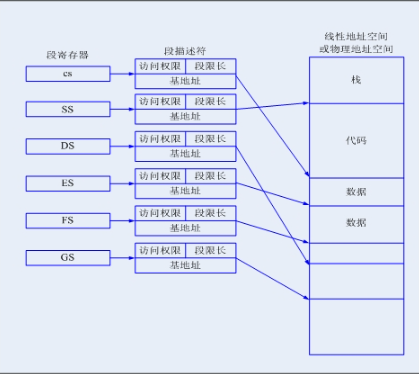 线性地址空间
或物理地址空间
段寄存器
段描述符
cs
访问权限 段限长
基地址
栈
SS
访问权限 段限长
基地址
代码
DS
访问权限 段限长
基地址
ES
访问权限 段限长
基地址
数据
FS
访问权限 段限长
基地址
数据
GS
访问权限 段限长
基地址